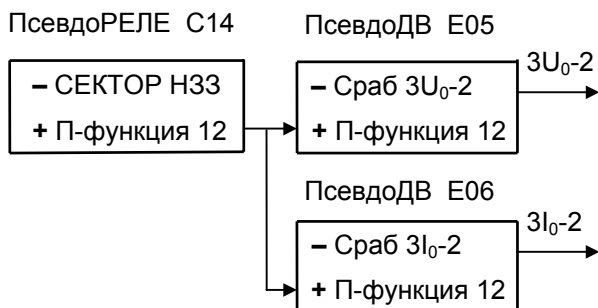 ПсевдоРЕЛЕ С14
– СЕКТОР НЗЗ
+ П-функция 12
ПсевдоДВ Е05
– Сраб 3U₀-2
+ П-функция 12
3U₀-2
ПсевдоДВ Е06
– Сраб 3I₀-2
+ П-функция 12
3I₀-2